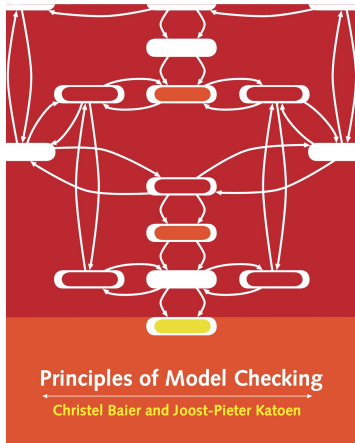 Principles of Model Checking
Christel Baier and Joost-Pieter Katoen